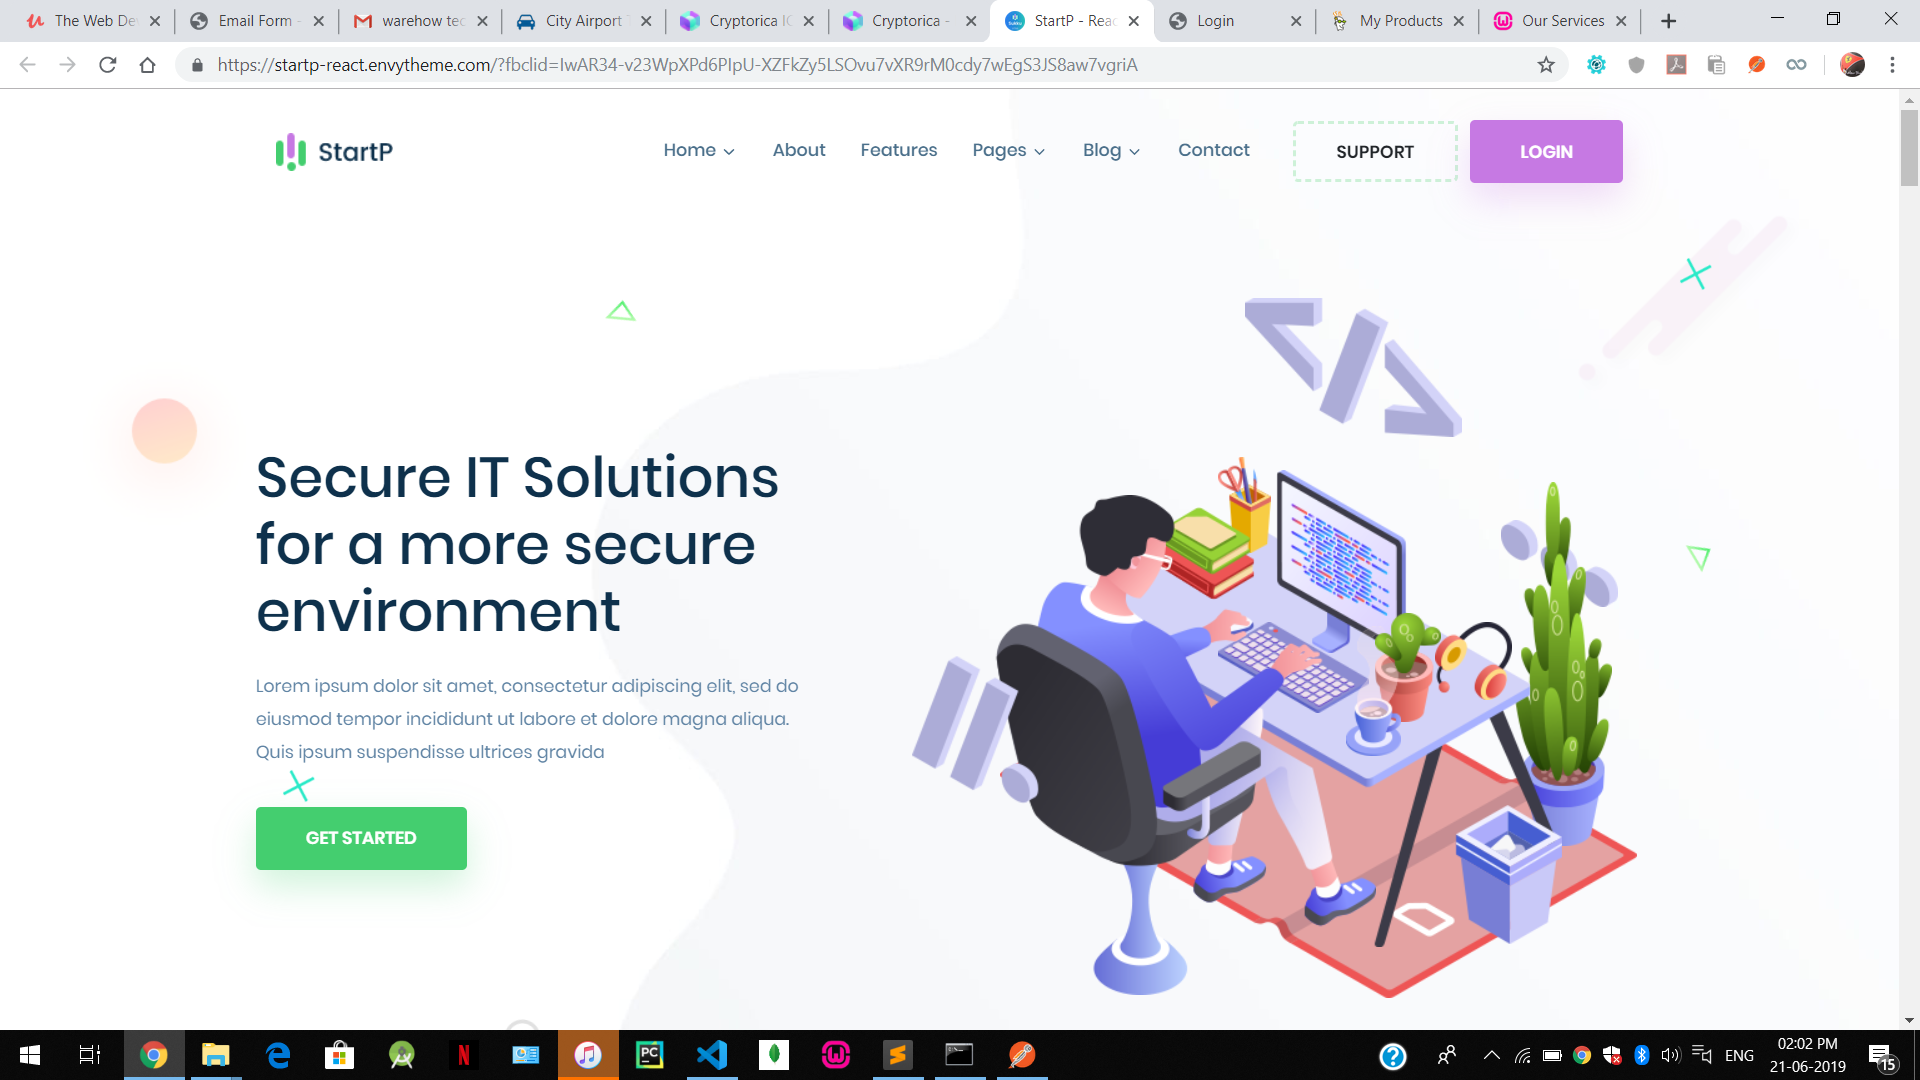 The Web De
Email Form -
warehow tec
City Airport T
Cryptorica IC
Cryptorica -
StartP - Reac
Login
My Products
Our Services
https://startp-react.envytheme.com/?fbclid=IwAR34-v23WpXPd6PIpU-XZFkZy5LSOvu7vXR9rM0cdy7wEgS3JS8aw7vgriA
StartP
Home
About
Features
Pages
Blog
Contact
SUPPORT
LOGIN
Secure IT Solutions
for a more secure
environment
Lorem ipsum dolor sit amet, consectetur adipiscing elit, sed do
eiusmod tempor incididunt ut labore et dolore magna aliqua.
Quis ipsum suspendisse ultrices gravida
GET STARTED
PC
ENG
02:02 PM
21-06-2019
15